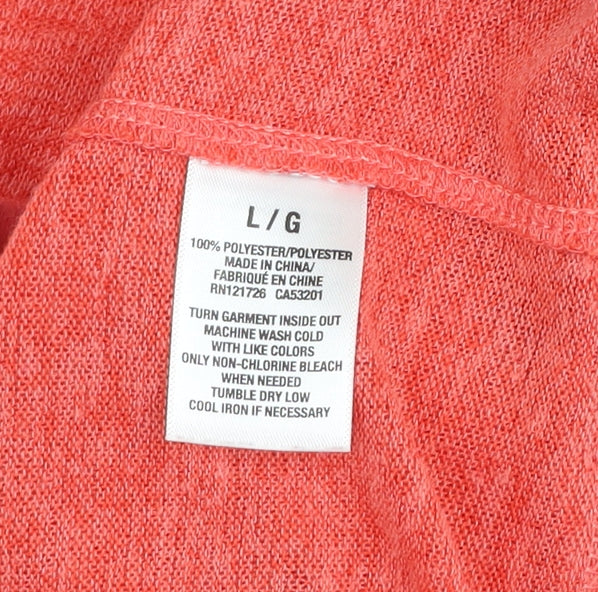 L / G
100% POLYESTER/POLYESTER
MADE IN CHINA/
FABRIQUÉ EN CHINE
RN121726 CA53201
TURN GARMENT INSIDE OUT
MACHINE WASH COLD
WITH LIKE COLORS
ONLY NON-CHLORINE BLEACH
WHEN NEEDED
TUMBLE DRY LOW
COOL IRON IF NECESSARY